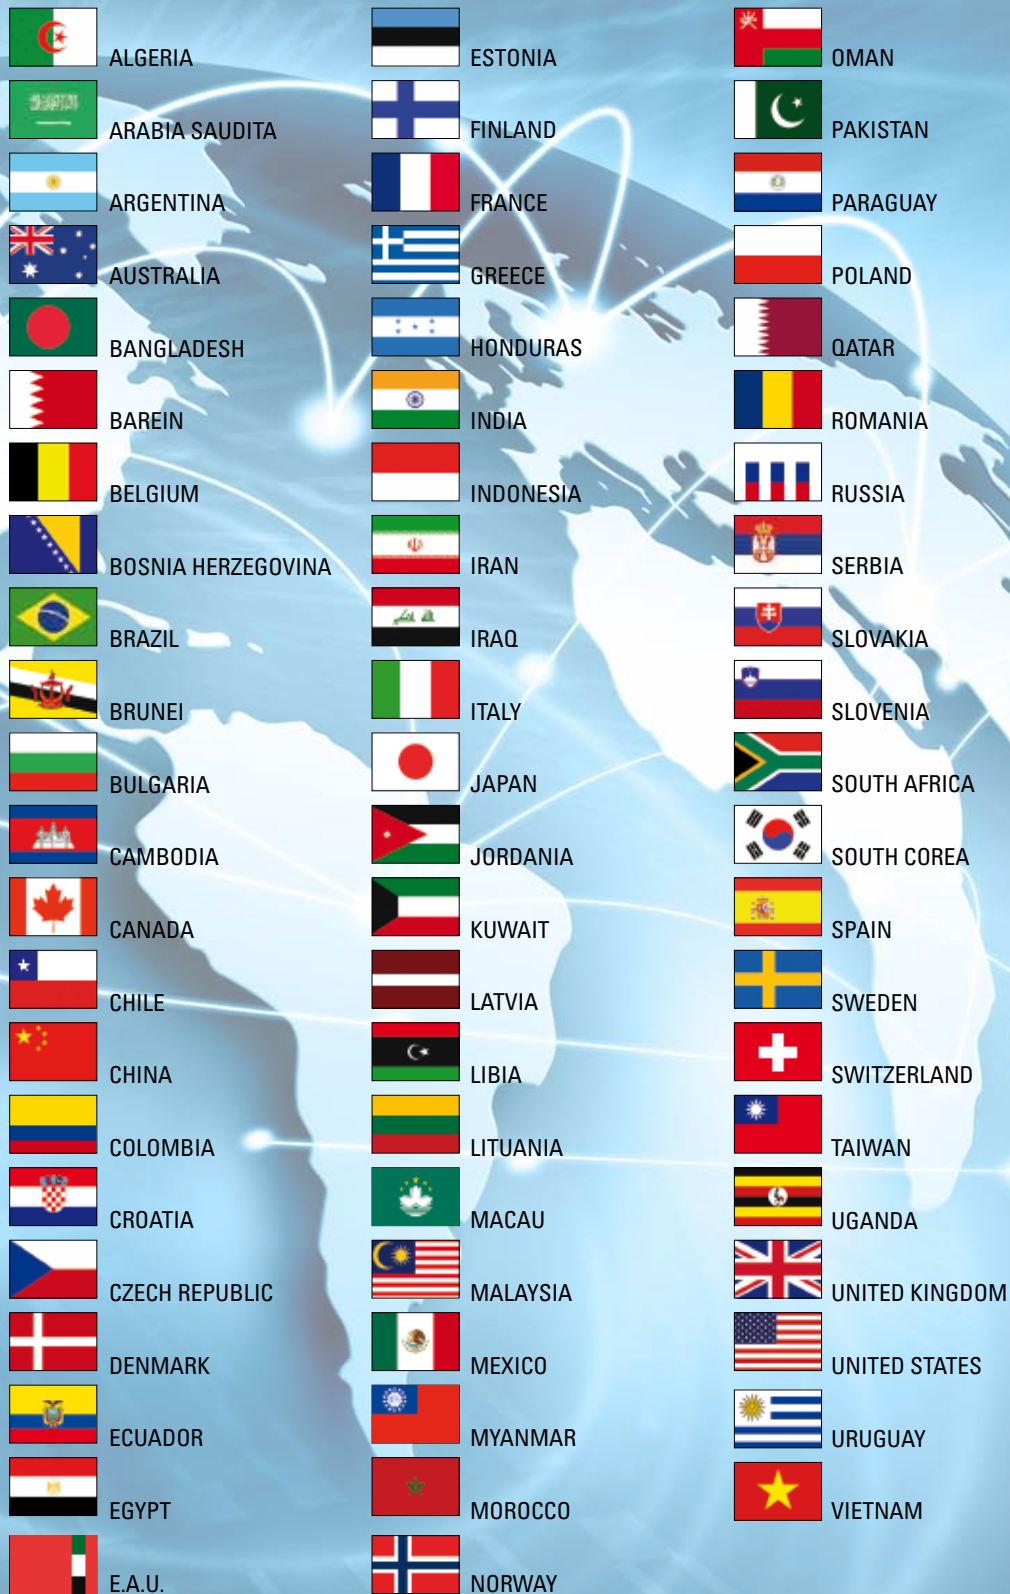 ALGERIA
ARABIA SAUDITA
ARGENTINA
AUSTRALIA
BANGLADESH
BAREIN
BELGIUM
BOSNIA HERZEGOVINA
BRAZIL
BRUNEI
BULGARIA
CAMBODIA
CANADA
CHILE
CHINA
COLOMBIA
CROATIA
CZECH REPUBLIC
DENMARK
ECUADOR
EGYPT
E.A.U.
ESTONIA
FINLAND
FRANCE
GREECE
HONDURAS
INDIA
INDONESIA
IRAN
IRAQ
ITALY
JAPAN
JORDANIA
KUWAIT
LATVIA
LIBIA
LITUANIA
MACAU
MALAYSIA
MEXICO
MYANMAR
MOROCCO
NORWAY
OMAN
PAKISTAN
PARAGUAY
POLAND
QATAR
ROMANIA
RUSSIA
SERBIA
SLOVAKIA
SLOVENIA
SOUTH AFRICA
SOUTH COREA
SPAIN
SWEDEN
SWITZERLAND
TAIWAN
UGANDA
UNITED KINGDOM
UNITED STATES
URUGUAY
VIETNAM